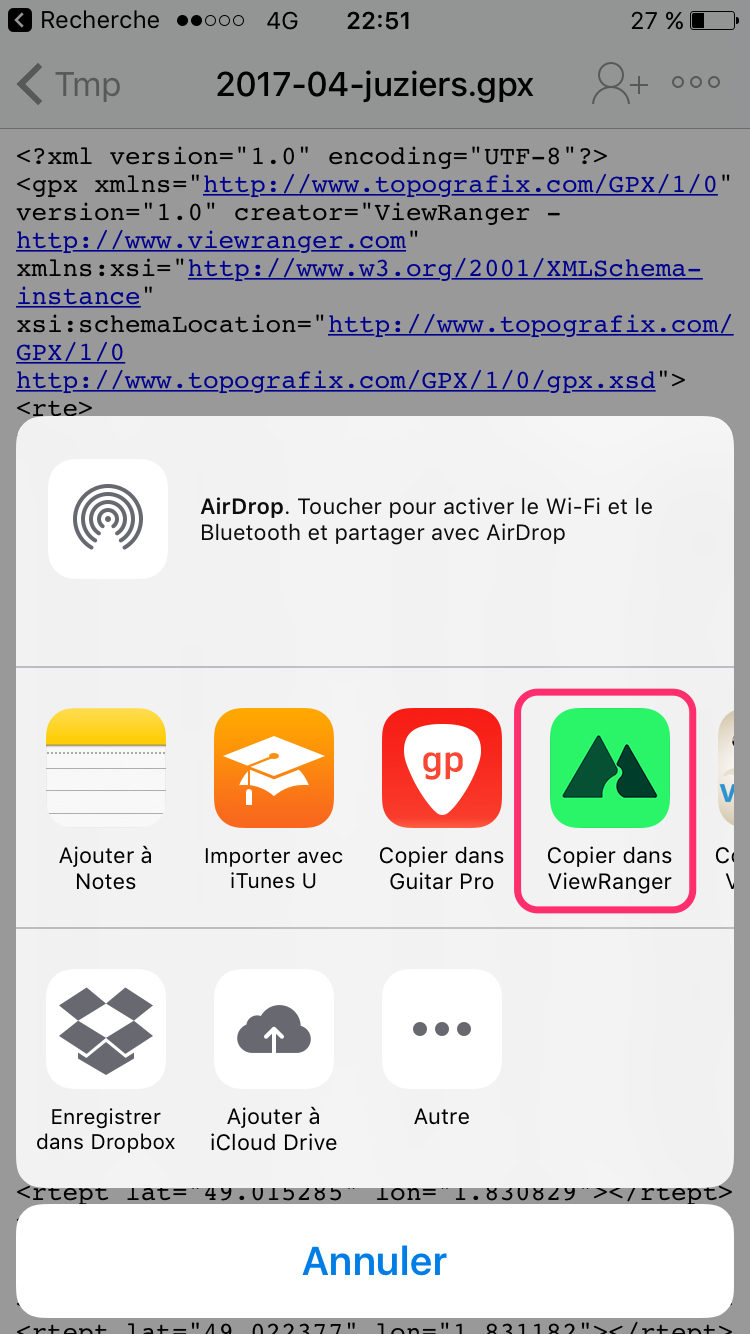 Recherche 4G 22:51 27 %
Tmp 2017-04-juziers.gpx
<?xml version="1.0" encoding="UTF-8"?>
<gpx xmlns="http://www.topografix.com/GPX/1/0"
version="1.0" creator="ViewRanger –
http://www.viewranger.com"
xmlns:xsi="http://www.w3.org/2001/XMLSchema-
instance"
xsi:schemaLocation="http://www.topografix.com/
GPX/1/0
http://www.topografix.com/GPX/1/0/gpx.xsd">
<rte>
AirDrop. Toucher pour activer le Wi-Fi et le
Bluetooth et partager avec AirDrop
gp
Ajouter à
Notes
Importer avec
iTunes U
Copier dans
Guitar Pro
Copier dans
ViewRanger
Enregistrer
dans Dropbox
Ajouter à
iCloud Drive
Autre
<rtept lat="49.015285" lon="1.830829"></rtept>
Annuler
<rtept lat="49.022377" lon="1.831182"></rtept>